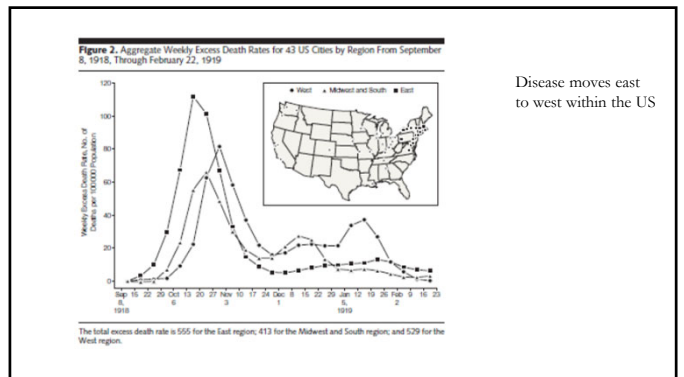 Figure 2. Aggregate Weekly Excess Death Rates for 43 US Cities by Region From September
8, 1918, Through February 22, 1919
Disease moves east
to west within the US
West Midwest and South East
Weekly Excess Death Rate, No. of
Deaths per 100 000 Population
120
100
80
60
40
20
0
Sep 15 22 29 Oct 13 20 27 Nov 10 17 24 Dec 8 15 22 29 Jan 12 19 26 Feb 9 16 23
8, 6 3 1 5, 2
1918 1919
The total excess death rate is 555 for the East region; 413 for the Midwest and South region; and 529 for the
West region.